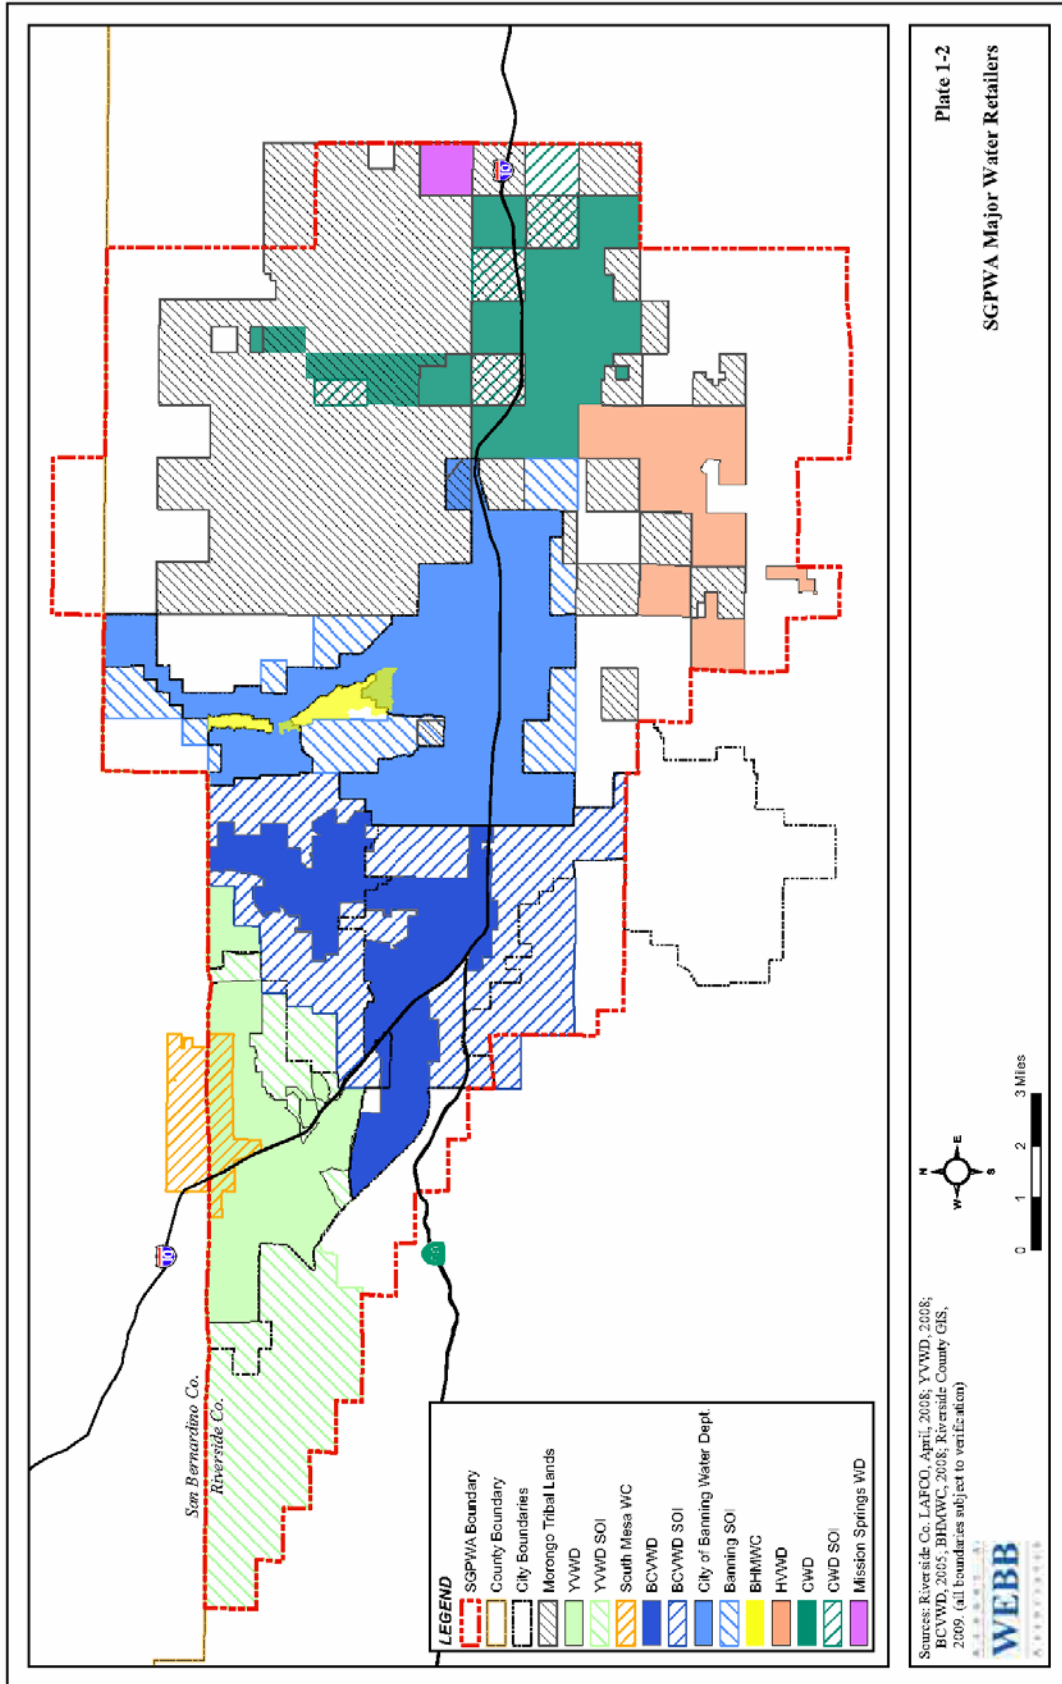 Plate 1-2
SGPWA Major Water Retailers
San Bernardino Co.
Riverside Co.
10
10
LEGEND
SGPWA Boundary
County Boundary
City Boundaries
Morongo Tribal Lands
YVWD
YVWD SOI
South Mesa WC
BCVWD
BCVWD SOI
City of Banning Water Dept.
Banning SOI
BHMWC
HVWD
CWD
CWD SOI
Mission Springs WD
N
W
E
S
0 1 2 3 Miles
Sources: Riverside Co. LAFCO, April, 2008; YVWD, 2008;
BCVWD, 2005; BHMWC, 2008; Riverside County GIS,
2009. (all boundaries subject to verification)
WEBB